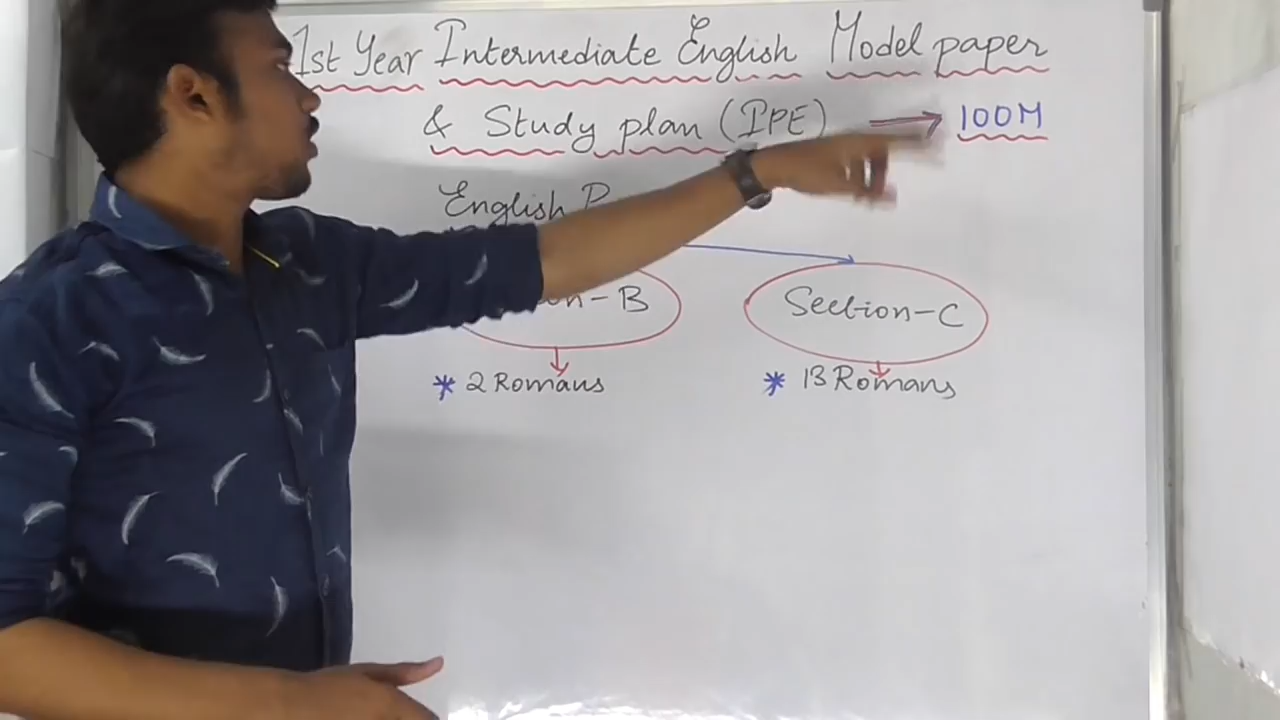 1st Year Intermediate English Model paper
& Study plan (IPE) → 100M
English P
n-B Section-C
* 2 Romans * 13 Romans